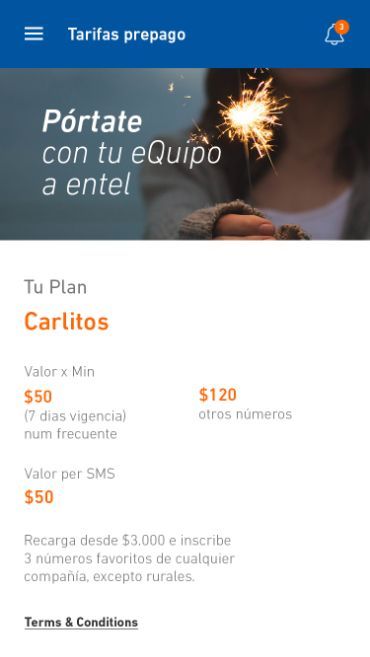 Tarifas prepago
3
Pórtate
con tu eQuipo
a entel
Tu Plan
Carlitos
Valor x Min
$50
(7 dias vigencia)
num frecuente
$120
otros números
Valor per SMS
$50
Recarga desde $3,000 e inscribe
3 números favoritos de cualquier
compañía, excepto rurales.
Terms & Conditions